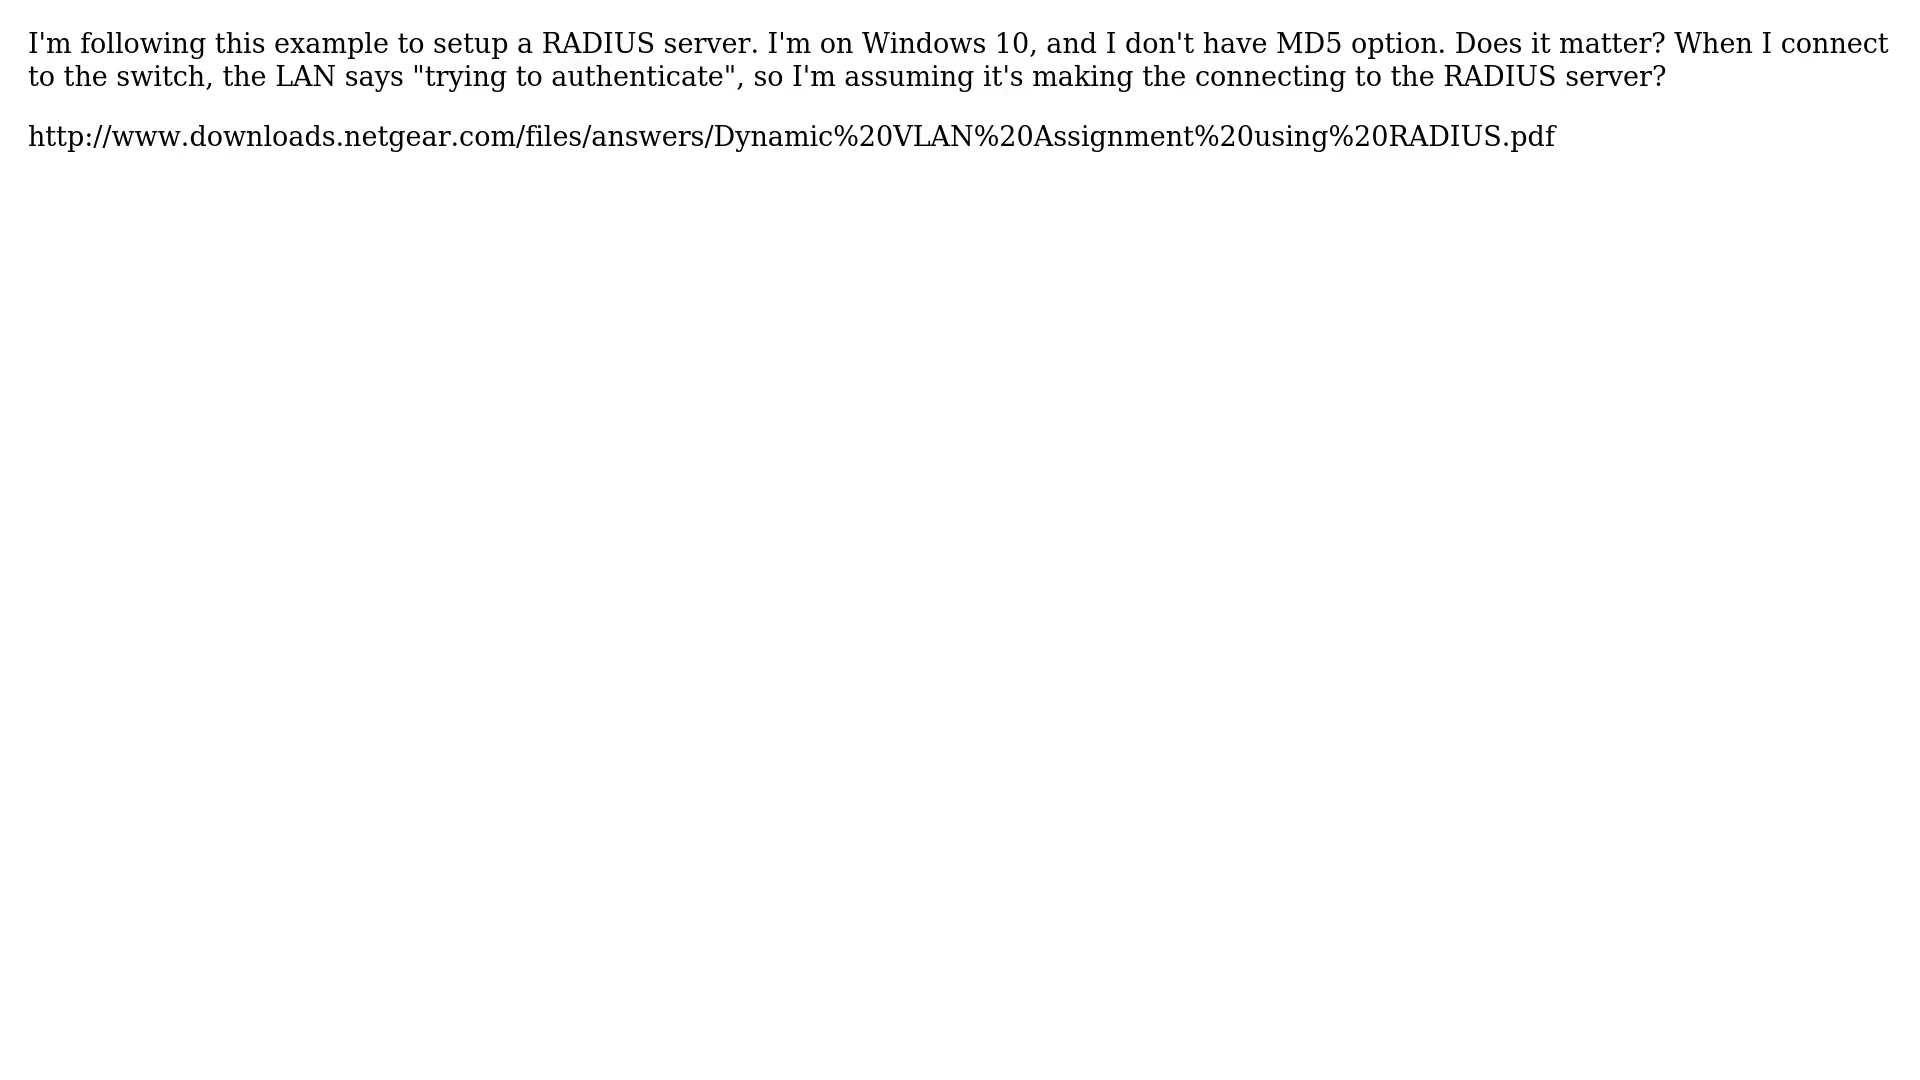 I'm following this example to setup a RADIUS server. I'm on Windows 10, and I don't have MD5 option. Does it matter? When I connect
to the switch, the LAN says "trying to authenticate", so I'm assuming it's making the connecting to the RADIUS server?
http://www.downloads.netgear.com/files/answers/Dynamic%20VLAN%20Assignment%20using%20RADIUS.pdf